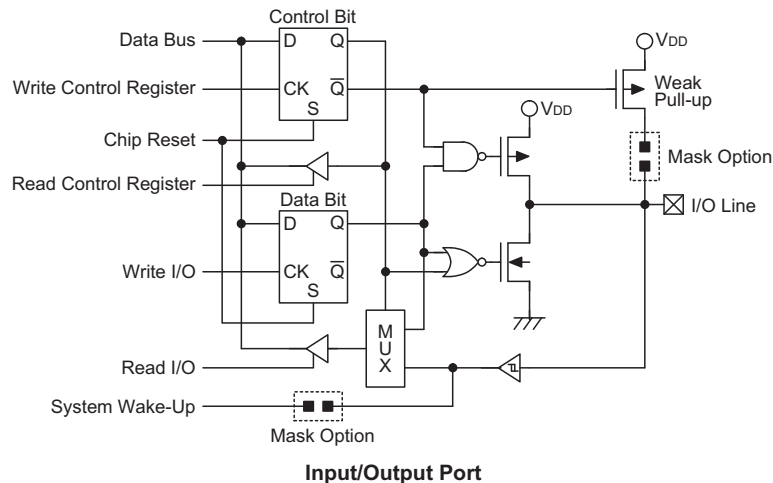 Control Bit
Data Bus
D Q
VDD
Write Control Register
CK Q
Weak
Pull-up
S
VDD
Chip Reset
Mask Option
Read Control Register
Data Bit
I/O Line
D Q
Write I/O
CK Q
S
M
U
X
Read I/O
System Wake-Up
Mask Option
Input/Output Port